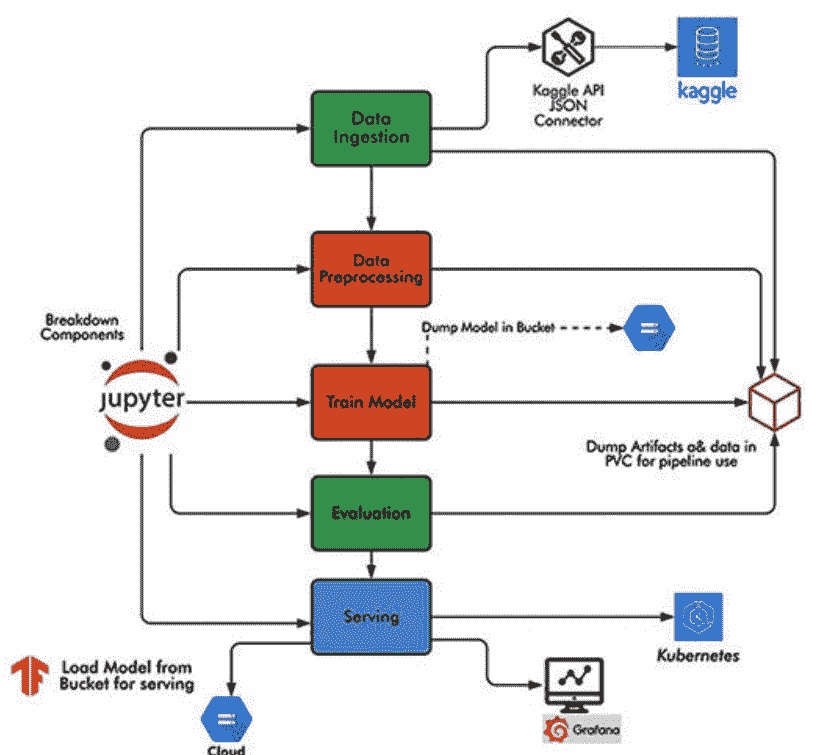 Data
Ingestion
Kaggle API
JSON
Connector
kaggle
Data
Preprocessing
Breakdown
Components
Dump Model in Bucket
jupyter
Train Model
Dump Artifacts o& data in
PVC for pipeline use
Evaluation
Serving
Kubernetes
Load Model from
Bucket for serving
Grafana
Cloud